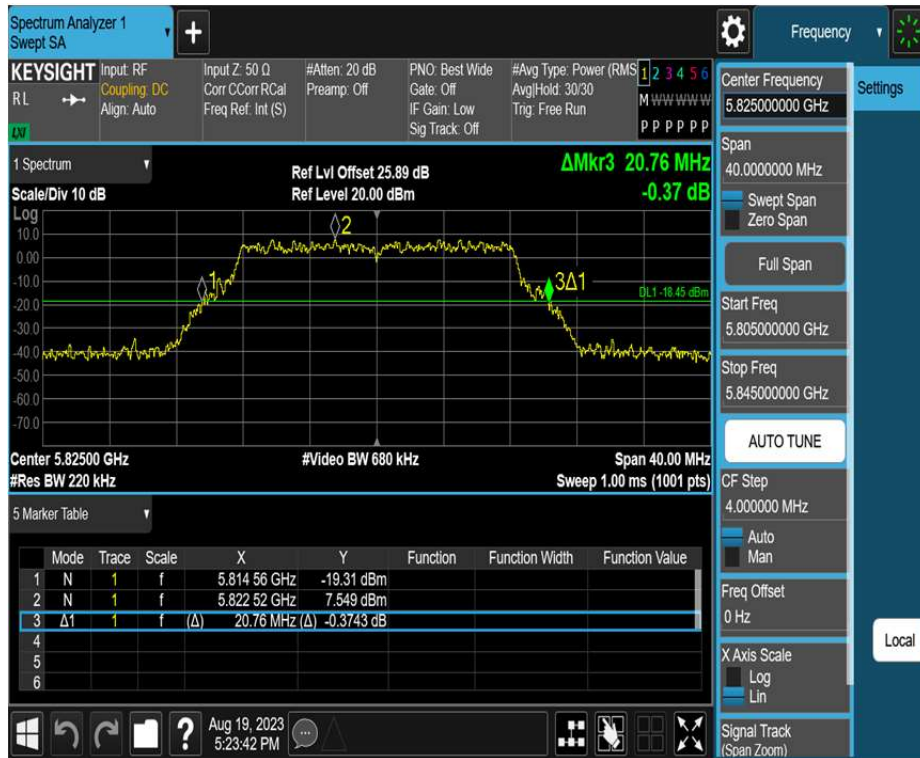 Spectrum Analyzer 1
Swept SA
+
Frequency
KEYSIGHT
RL
LXI
Input: RF
Coupling: DC
Align: Auto
Input Z: 50 Ω
Corr CCorr RCal
Freq Ref: Int (S)
#Atten: 20 dB
Preamp: Off
PNO: Best Wide
Gate: Off
IF Gain: Low
Sig Track: Off
#Avg Type: Power (RMS
Avg|Hold: 30/30
Trig: Free Run
1 2 3 4 5 6
M W W W W W
P P P P P P
1 Spectrum
Scale/Div 10 dB
Ref Lvl Offset 25.89 dB
Ref Level 20.00 dBm
ΔMkr3 20.76 MHz
-0.37 dB
Log
10.0
0.00
-10.0
-20.0
-30.0
-40.0
-50.0
-60.0
-70.0
1
2
3Δ1
DL1 -18.45 dBm
Center 5.82500 GHz
#Res BW 220 kHz
#Video BW 680 kHz
Span 40.00 MHz
Sweep 1.00 ms (1001 pts)
5 Marker Table
Mode Trace Scale X Y Function Function Width Function Value
1 N 1 f 5.814 56 GHz -19.31 dBm
2 N 1 f 5.822 52 GHz 7.549 dBm
3 Δ1 1 f (Δ) 20.76 MHz (Δ) -0.3743 dB
4
5
6
?
Aug 19, 2023
5:23:42 PM
Center Frequency
5.825000000 GHz
Settings
Span
40.0000000 MHz
Swept Span
Zero Span
Full Span
Start Freq
5.805000000 GHz
Stop Freq
5.845000000 GHz
AUTO TUNE
CF Step
4.000000 MHz
Auto
Man
Freq Offset
0 Hz
Local
X Axis Scale
Log
Lin
Signal Track
(Span Zoom)